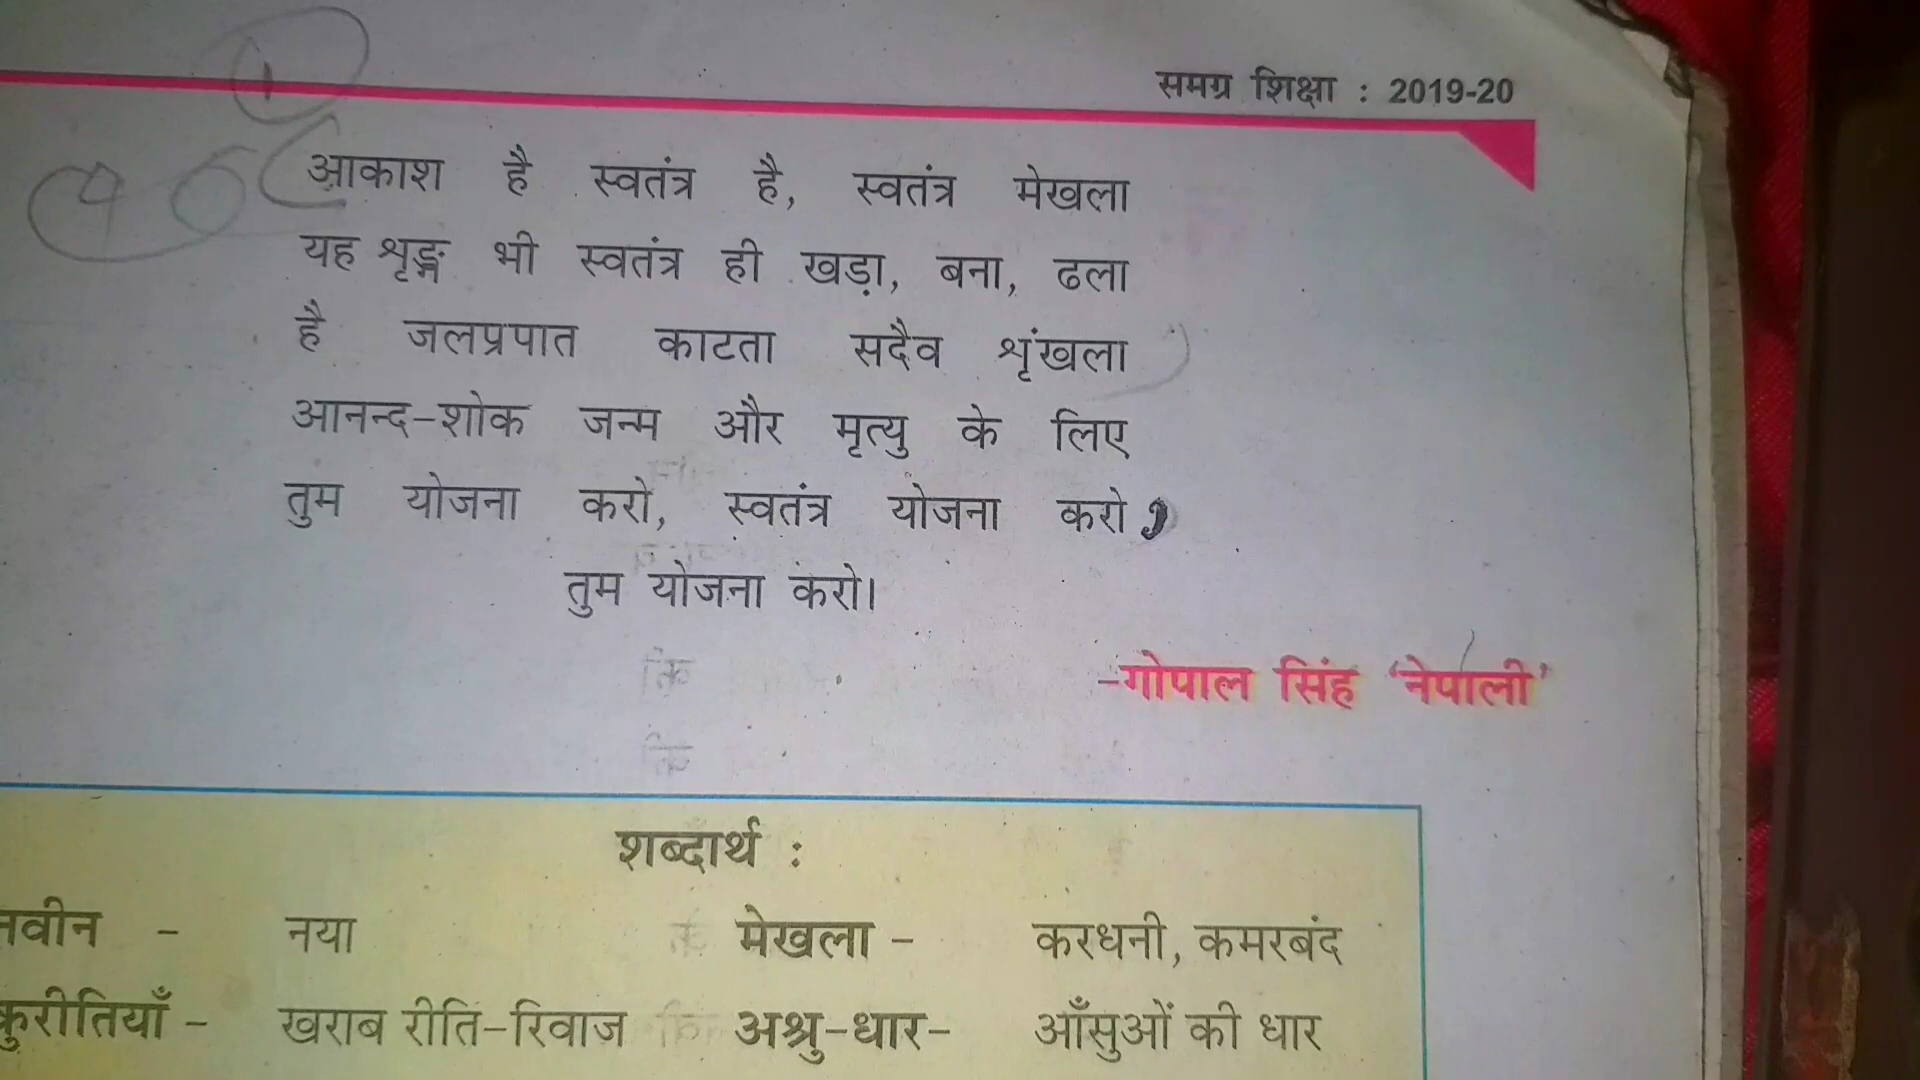 समग्र शिक्षा : 2019-20
आकाश है स्वतंत्र है, स्वतंत्र मेखला
यह शृङ्ग भी स्वतंत्र ही खड़ा, बना, ढला
है जलप्रपात काटता सदैव शृंखला
आनन्द-शोक जन्म और मृत्यु के लिए
तुम योजना करो, स्वतंत्र योजना करो,
तुम योजना करो।
-गोपाल सिंह 'नेपाली'
शब्दार्थ :
नवीन - नया मेखला - करधनी, कमरबंद
कुरीतियाँ - खराब रीति-रिवाज अश्रु-धार- आँसुओं की धार